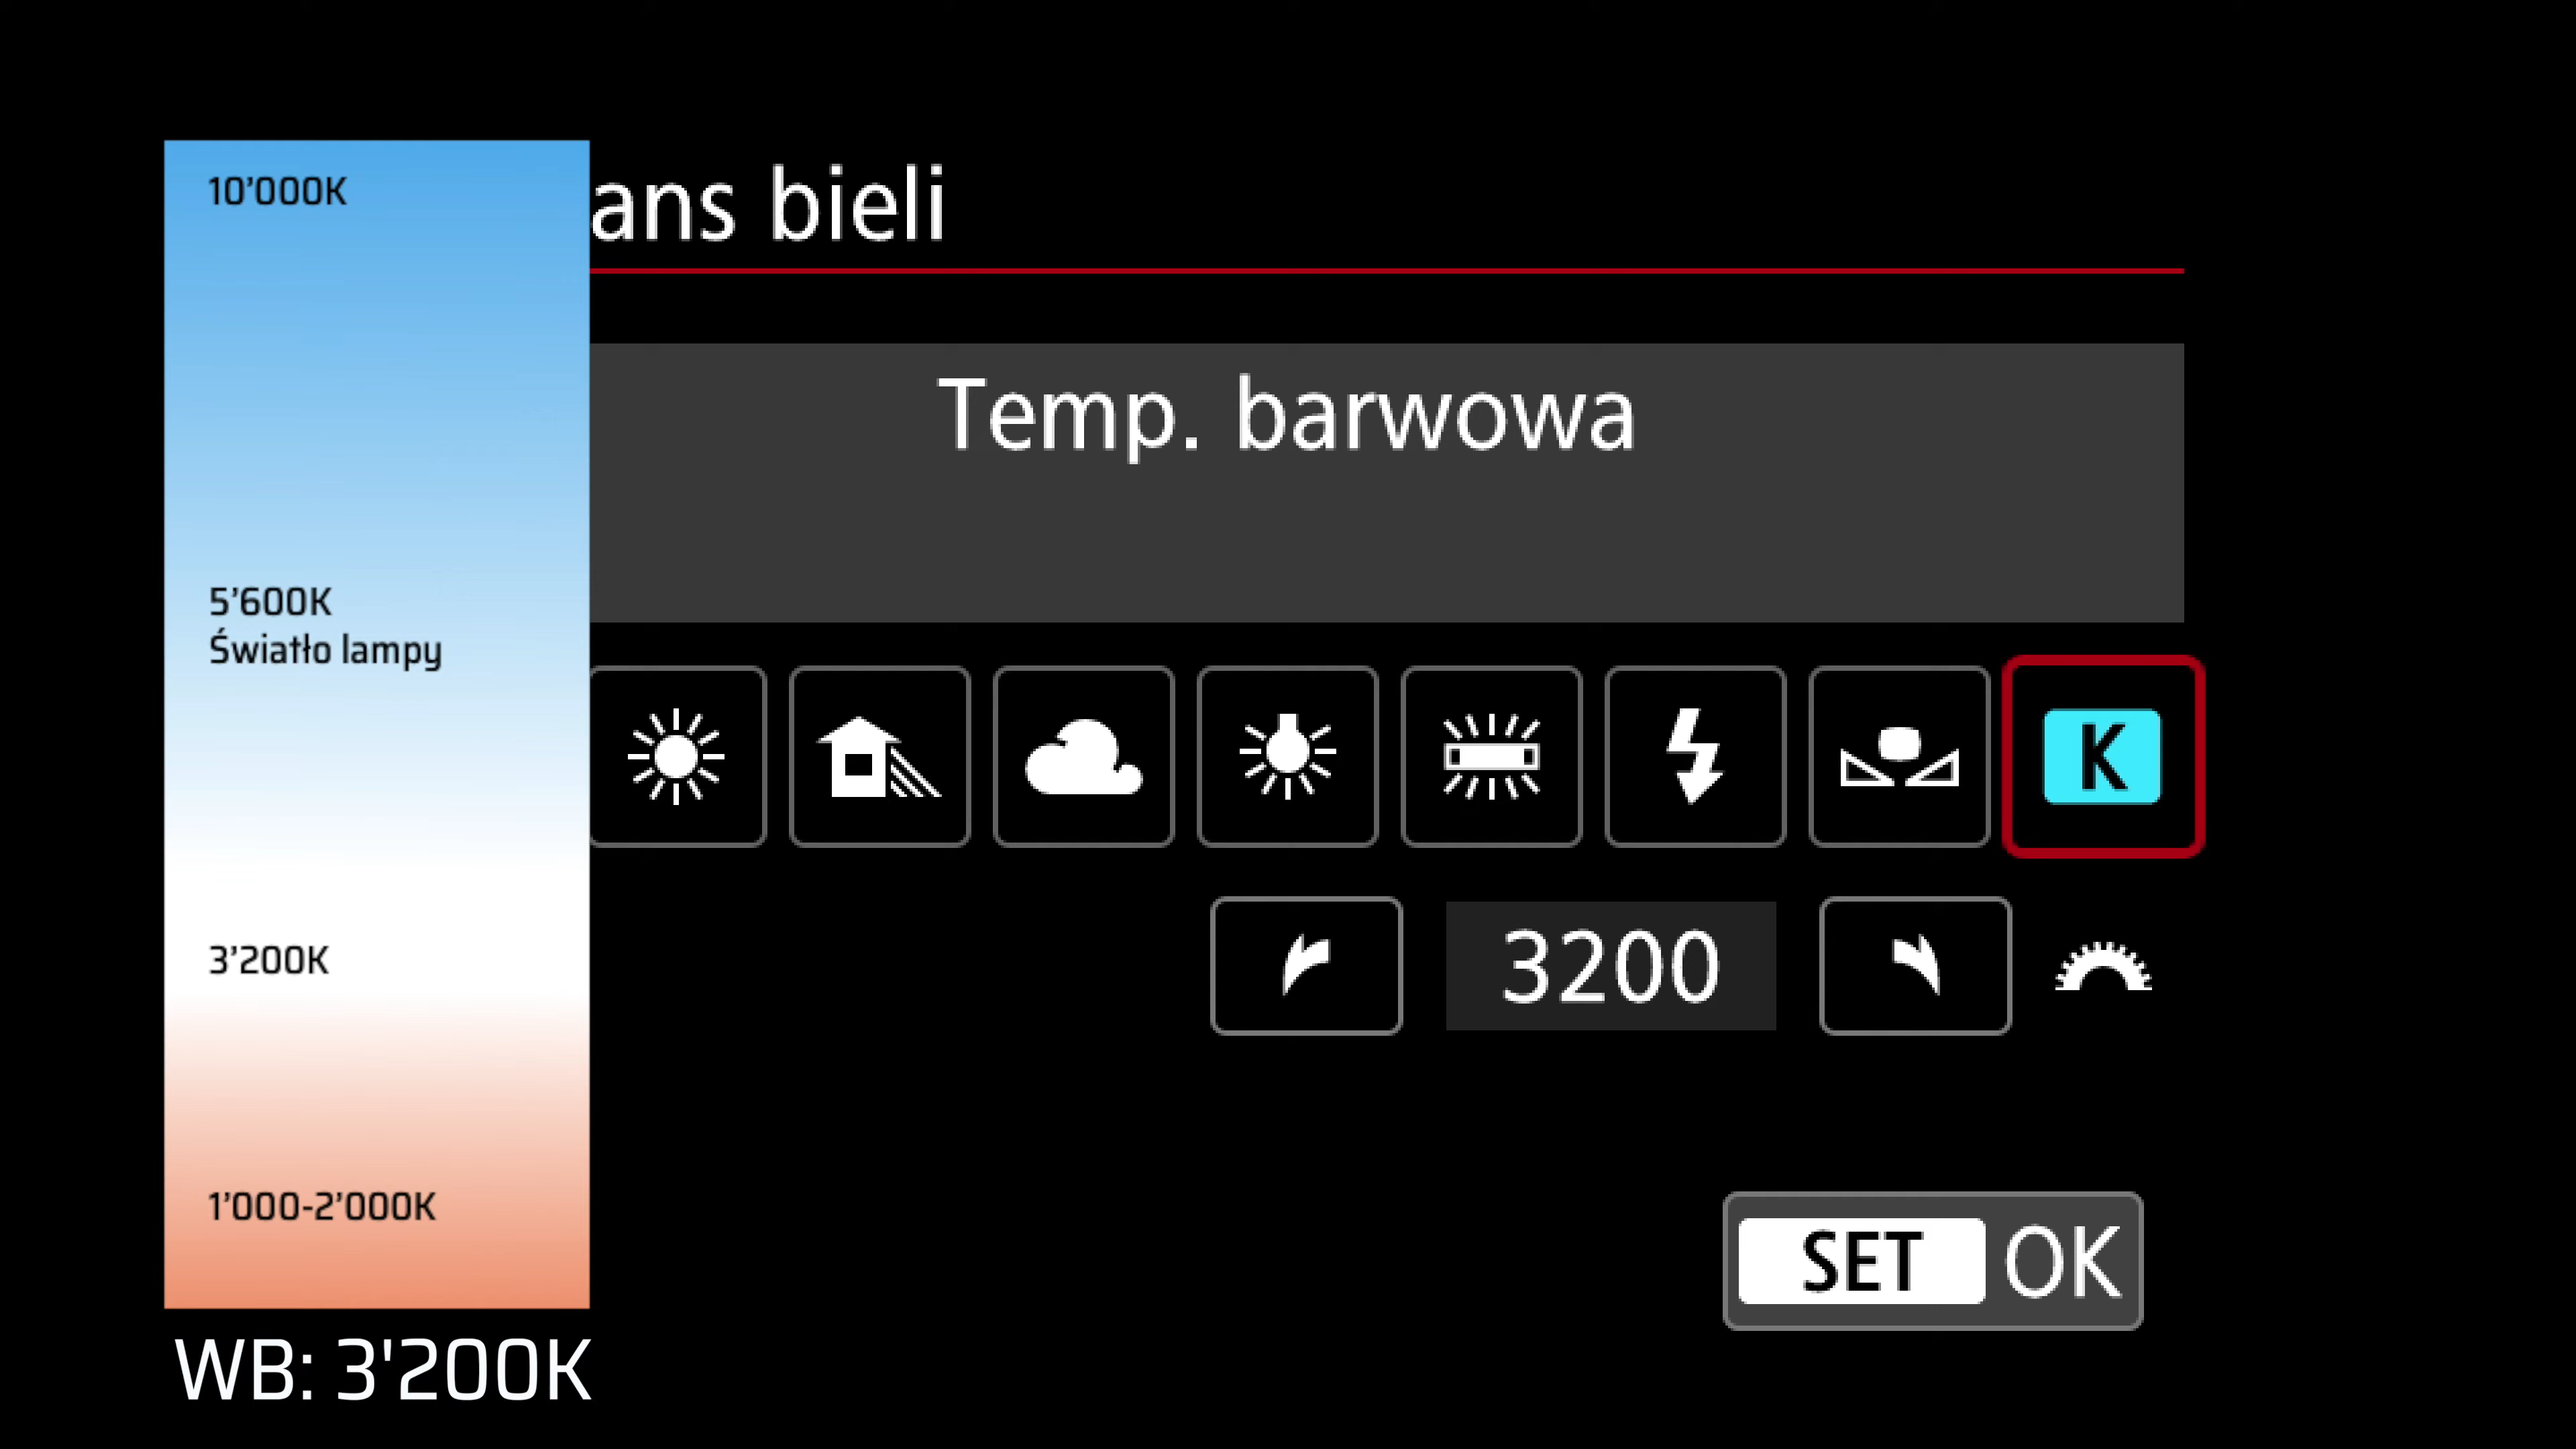 10’000K
ans bieli
Temp. barwowa
5’600K
Światło lampy
K
3’200K
3200
1’000-2’000K
SET OK
WB: 3'200K